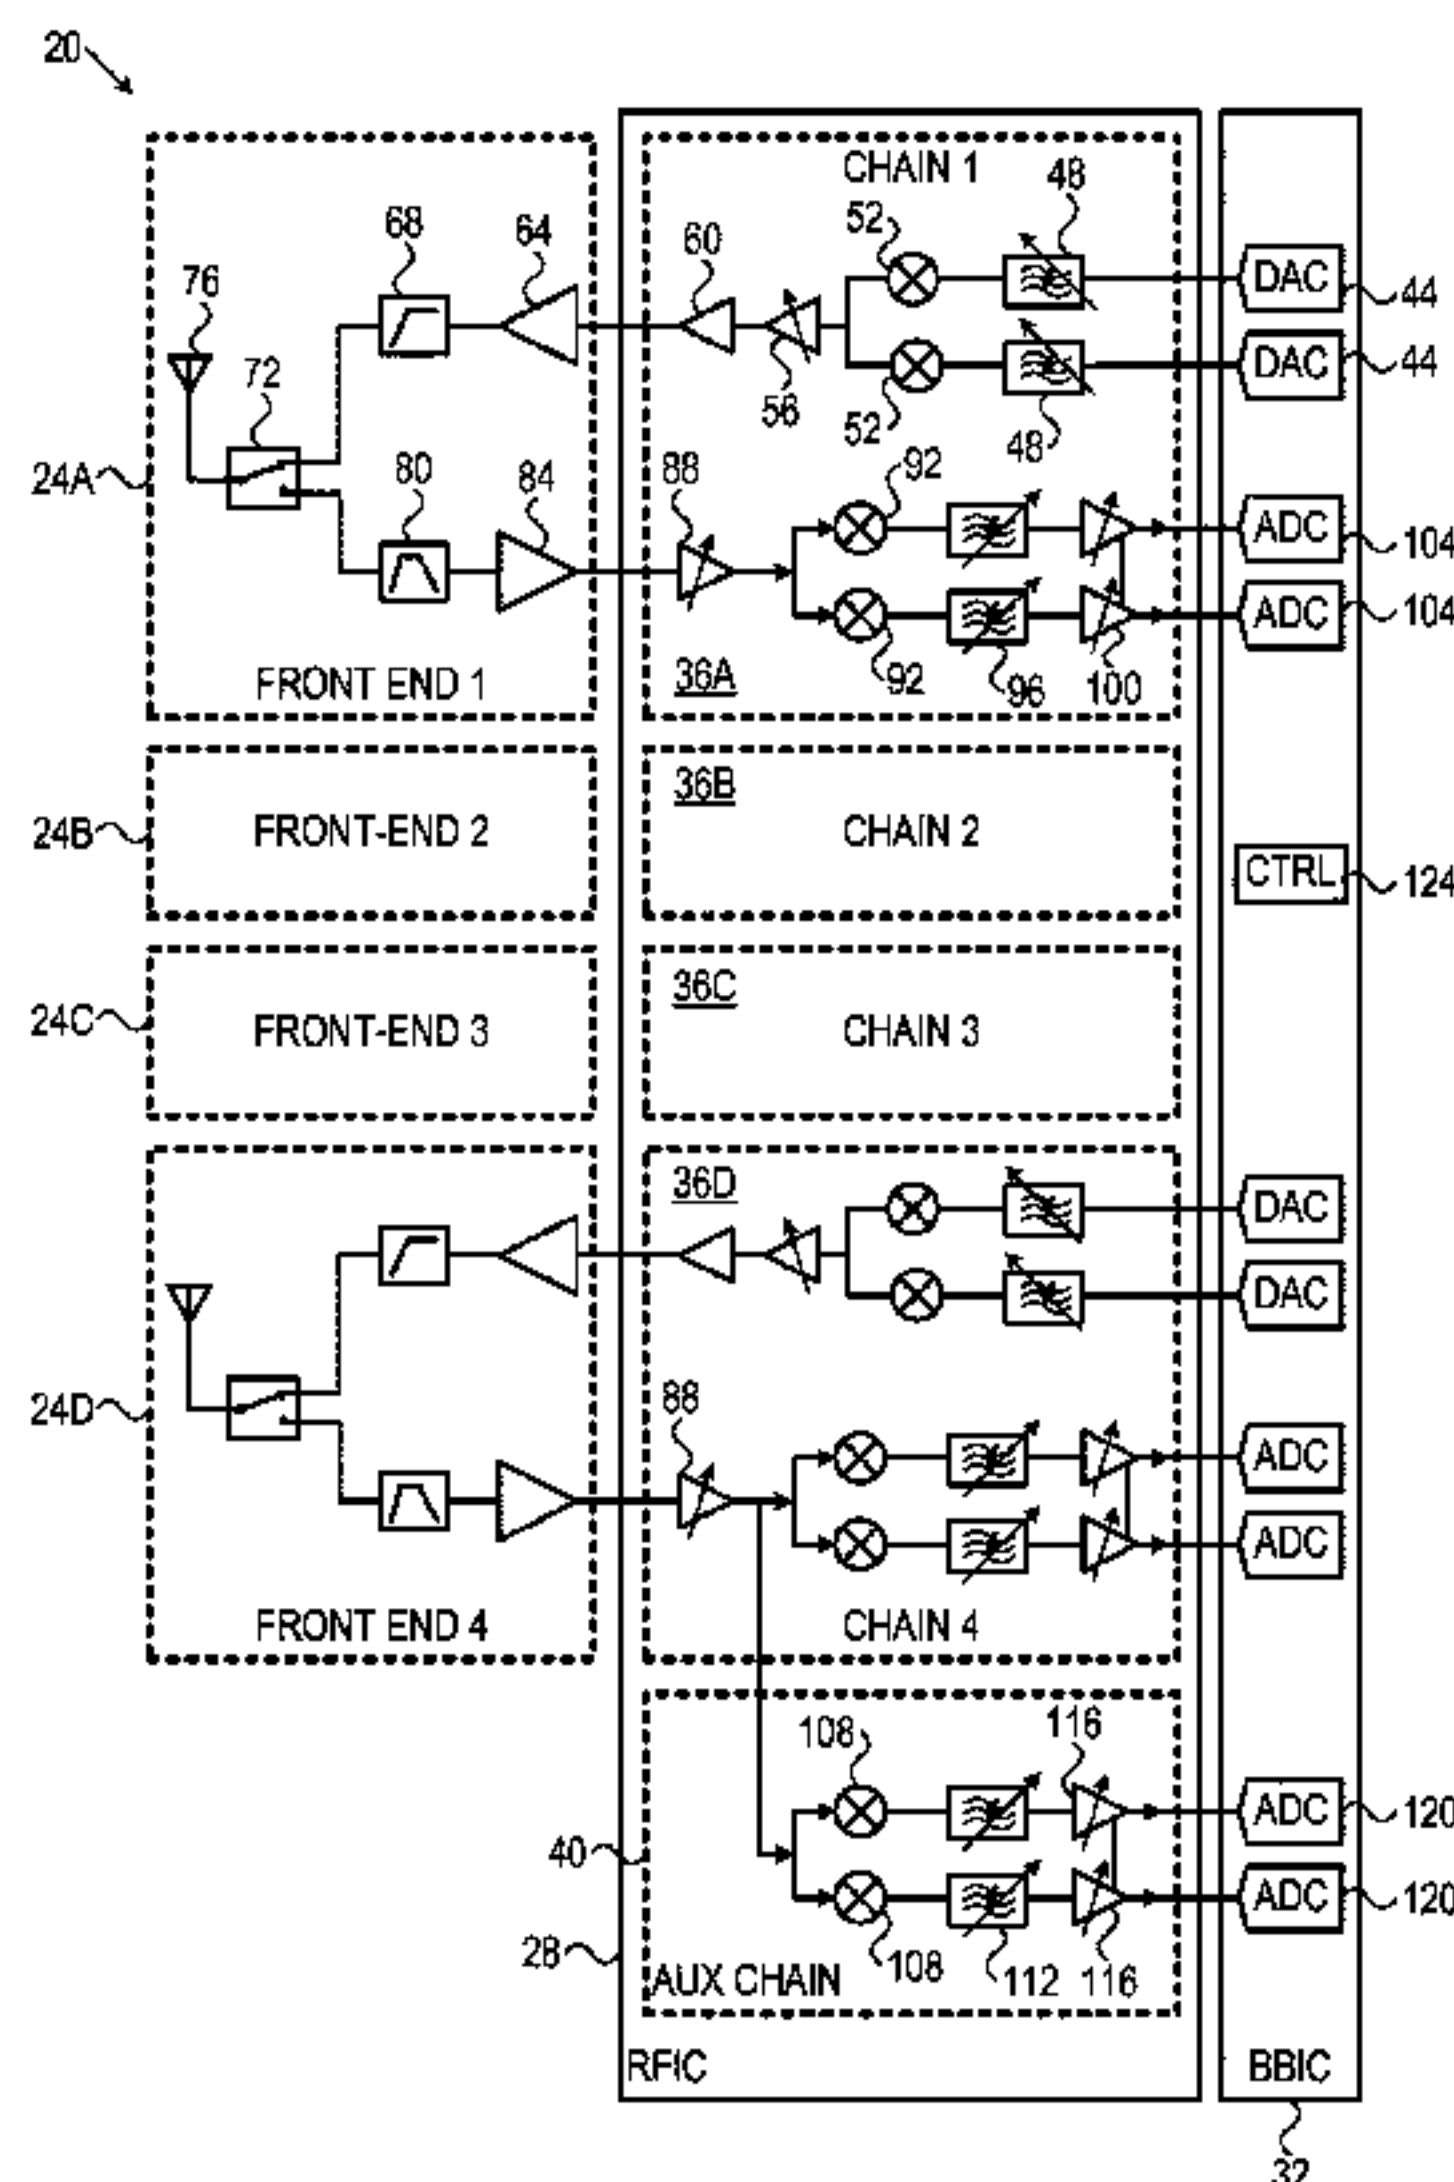 20
CHAIN 1
48
52
68
64
60
76
DAC
44
72
DAC
44
56
52
48
24A
80
84
88
92
ADC
104
ADC
104
FRONT END 1
36A
92
96
100
36B
24B
FRONT-END 2
CHAIN 2
CTRL
124
36C
24C
FRONT-END 3
CHAIN 3
36D
DAC
DAC
24D
88
ADC
ADC
FRONT END 4
CHAIN 4
108
116
ADC
120
40
ADC
120
28
108
112
116
AUX CHAIN
RFIC
BBIC
32